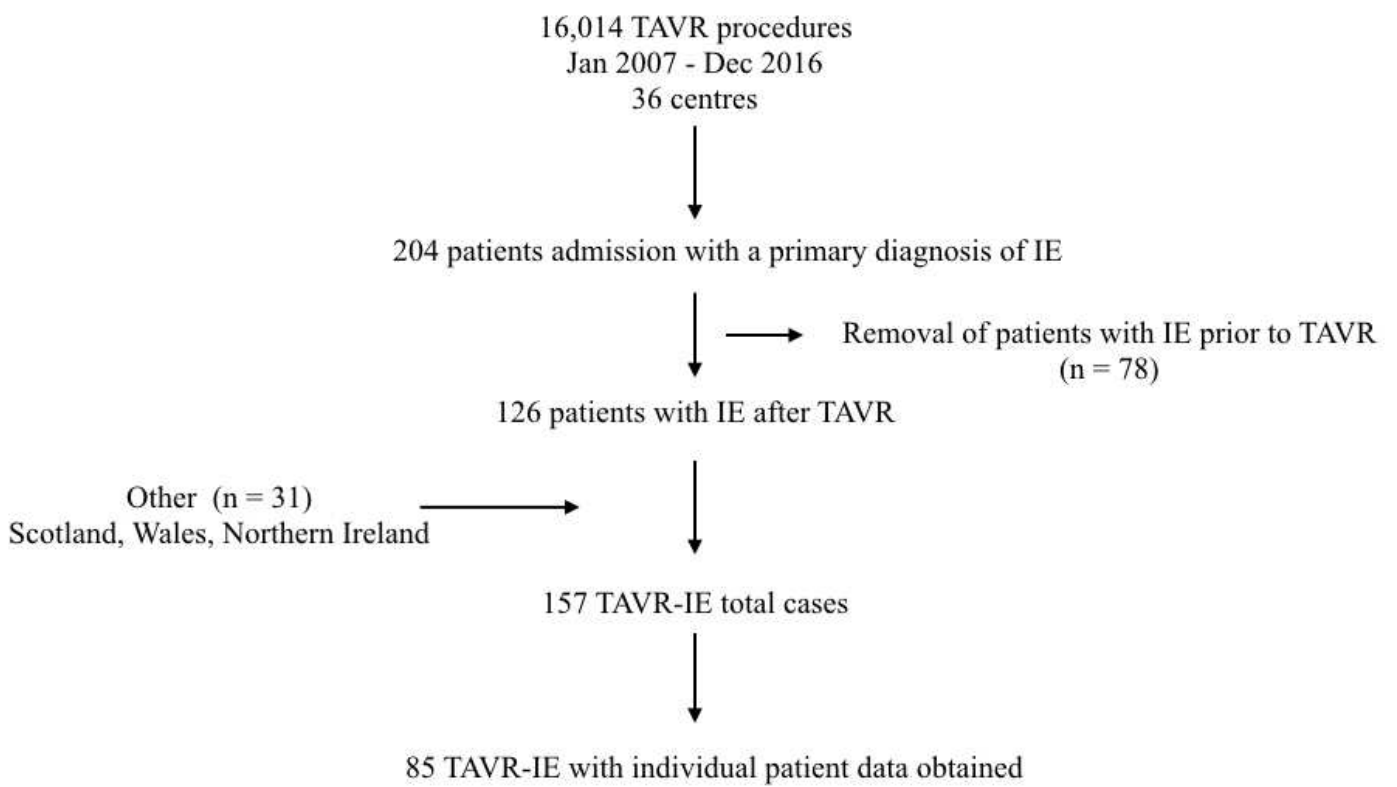 16,014 TAVR procedures
Jan 2007 - Dec 2016
36 centres
204 patients admission with a primary diagnosis of IE
Removal of patients with IE prior to TAVR
(n = 78)
126 patients with IE after TAVR
Other (n = 31)
Scotland, Wales, Northern Ireland
157 TAVR-IE total cases
85 TAVR-IE with individual patient data obtained